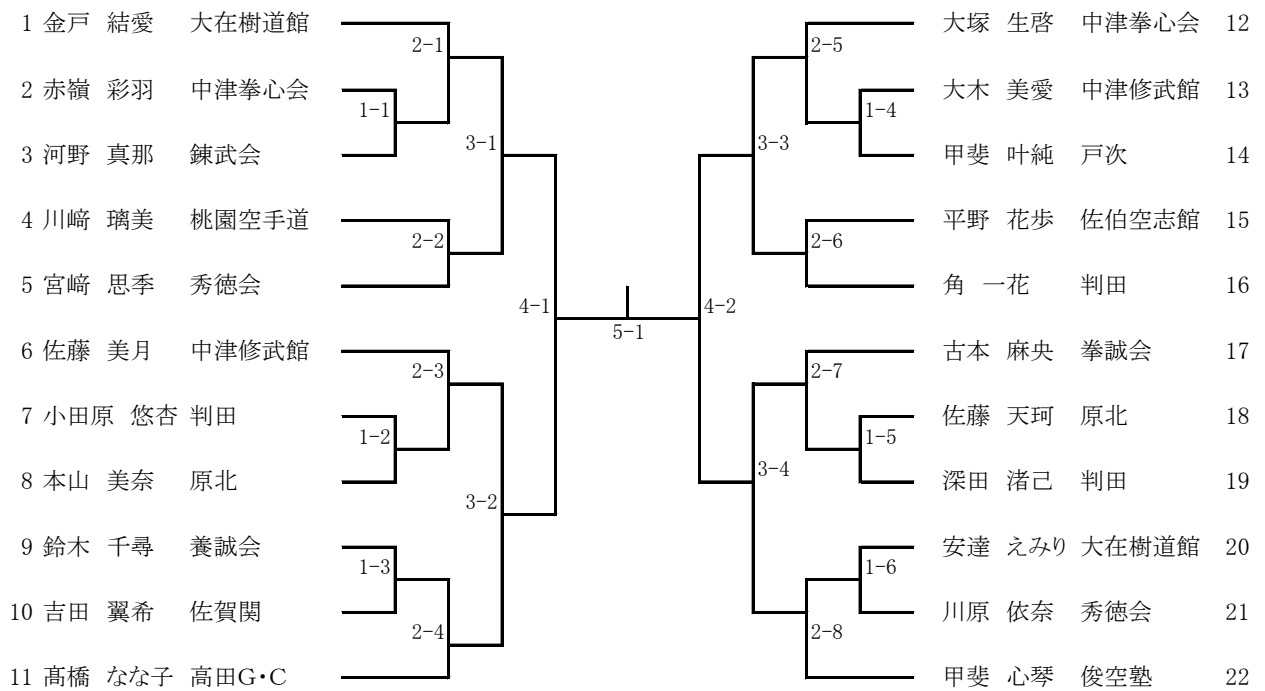 1 金戸 結愛 大在樹道館
2-1
2 赤嶺 彩羽 中津拳心会
1-1
3 河野 真那 錬武会
3-1
4 川﨑 璃美 桃園空手道
2-2
5 宮﨑 思季 秀徳会
4-1
6 佐藤 美月 中津修武館
2-3
7 小田原 悠杏 判田
1-2
8 本山 美奈 原北
3-2
9 鈴木 千尋 養誠会
1-3
10 吉田 翼希 佐賀関
2-4
11 髙橋 なな子 高田G・C
5-1
大塚 生啓 中津拳心会 12
2-5
大木 美愛 中津修武館 13
1-4
甲斐 叶純 戸次 14
3-3
平野 花歩 佐伯空志館 15
2-6
角 一花 判田 16
4-2
古本 麻央 拳誠会 17
2-7
佐藤 天珂 原北 18
1-5
深田 渚己 判田 19
3-4
安達 えみり 大在樹道館 20
1-6
川原 依奈 秀徳会 21
2-8
甲斐 心琴 俊空塾 22